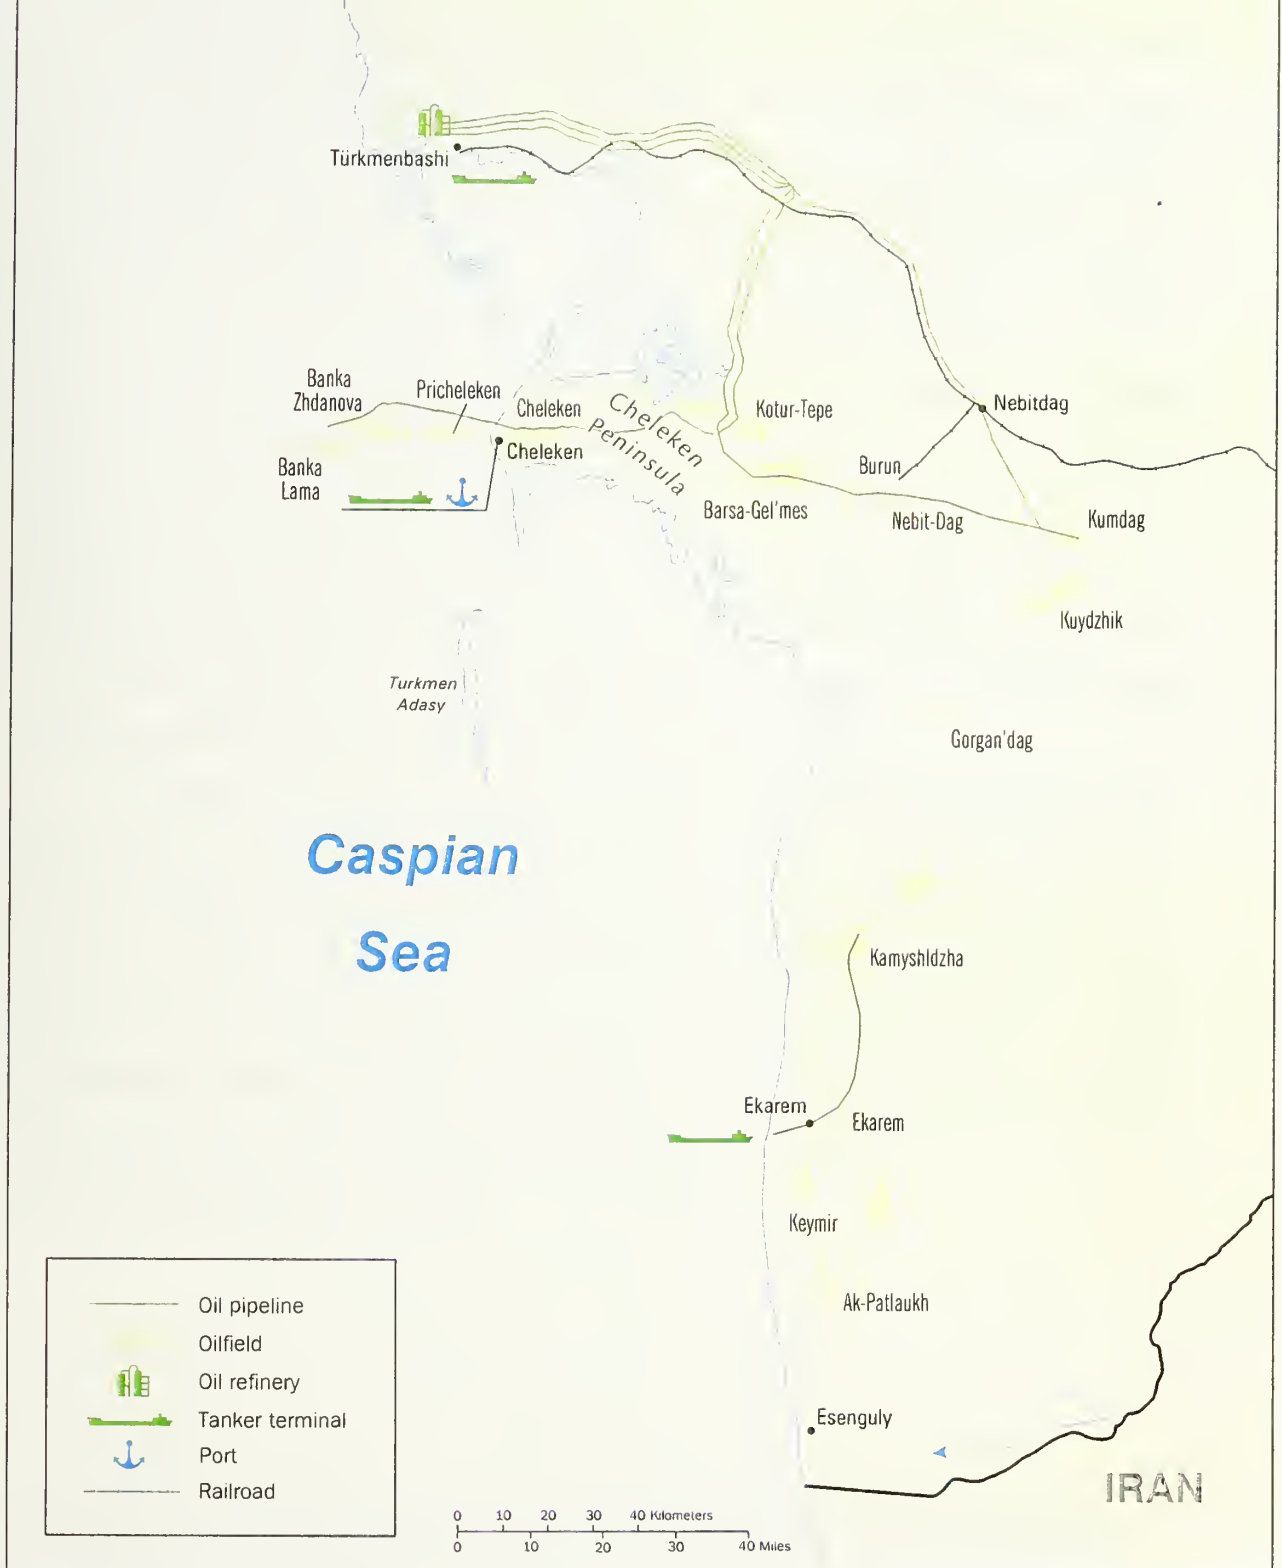 Türkmenbashi
Banka
Zhdanova
Pricheleken
Cheleken
Cheleken
Peninsula
Kotur-Tepe
Nebitdag
Cheleken
Banka
Lama
Burun
Barsa-Gel'mes
Nebit-Dag
Kumdag
Kuydzhik
Turkmen
Adasy
Gorgan'dag
Caspian
Sea
Kamyshldzha
Ekarem
Ekarem
Keymir
Ak-Patlaukh
Esenguly
IRAN
Oil pipeline
Oilfield
Oil refinery
Tanker terminal
Port
Railroad
0 10 20 30 40 Kilometers
0 10 20 30 40 Miles